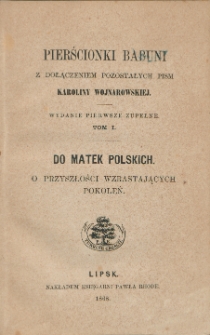 PIERŚCIONKI BABUNI
Z DOŁĄCZENIEM POZOSTAŁYCH PISM
KAROLINY WOJNAROWSKIEJ.
WYDANIE PIERWSZE ZUPEŁNE.
TOM I.
DO MATEK POLSKICH.
O PRZYSZŁOŚCI WZRASTAJĄCYCH
POKOLEŃ.
LIPSK.
NAKŁADEM KSIĘGARNI PAWŁA RHODE.
1868.